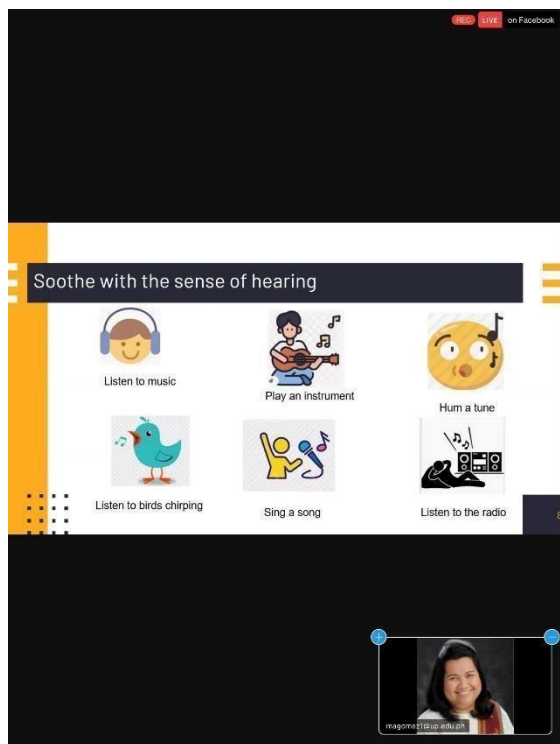 REC LIVE on Facebook
Soothe with the sense of hearing
Listen to music
Play an instrument
Hum a tune
Listen to birds chirping
Sing a song
Listen to the radio
magomez1@up.edu.ph